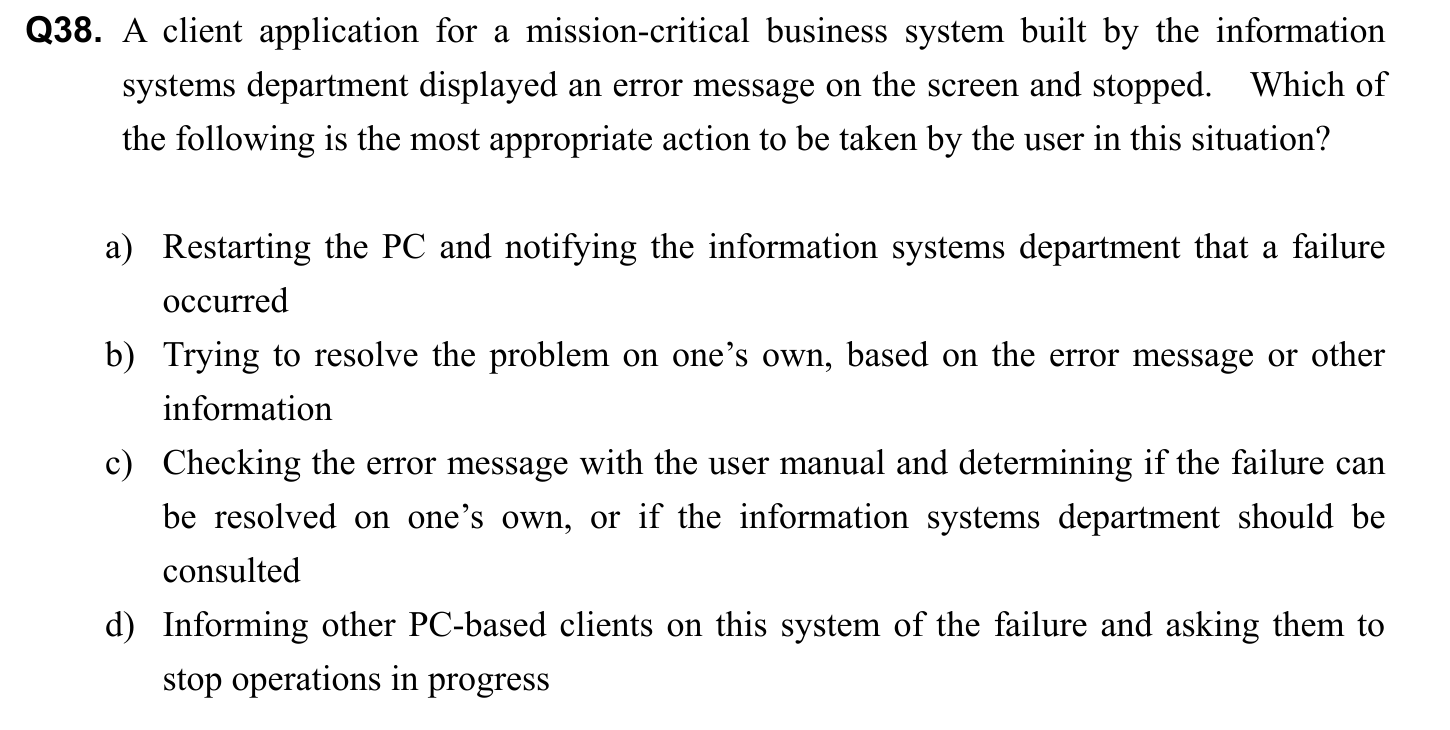 Q38. A client application for a mission-critical business system built by the information
systems department displayed an error message on the screen and stopped. Which of
the following is the most appropriate action to be taken by the user in this situation?
a) Restarting the PC and notifying the information systems department that a failure
occurred
b) Trying to resolve the problem on one’s own, based on the error message or other
information
c) Checking the error message with the user manual and determining if the failure can
be resolved on one’s own, or if the information systems department should be
consulted
d) Informing other PC-based clients on this system of the failure and asking them to
stop operations in progress